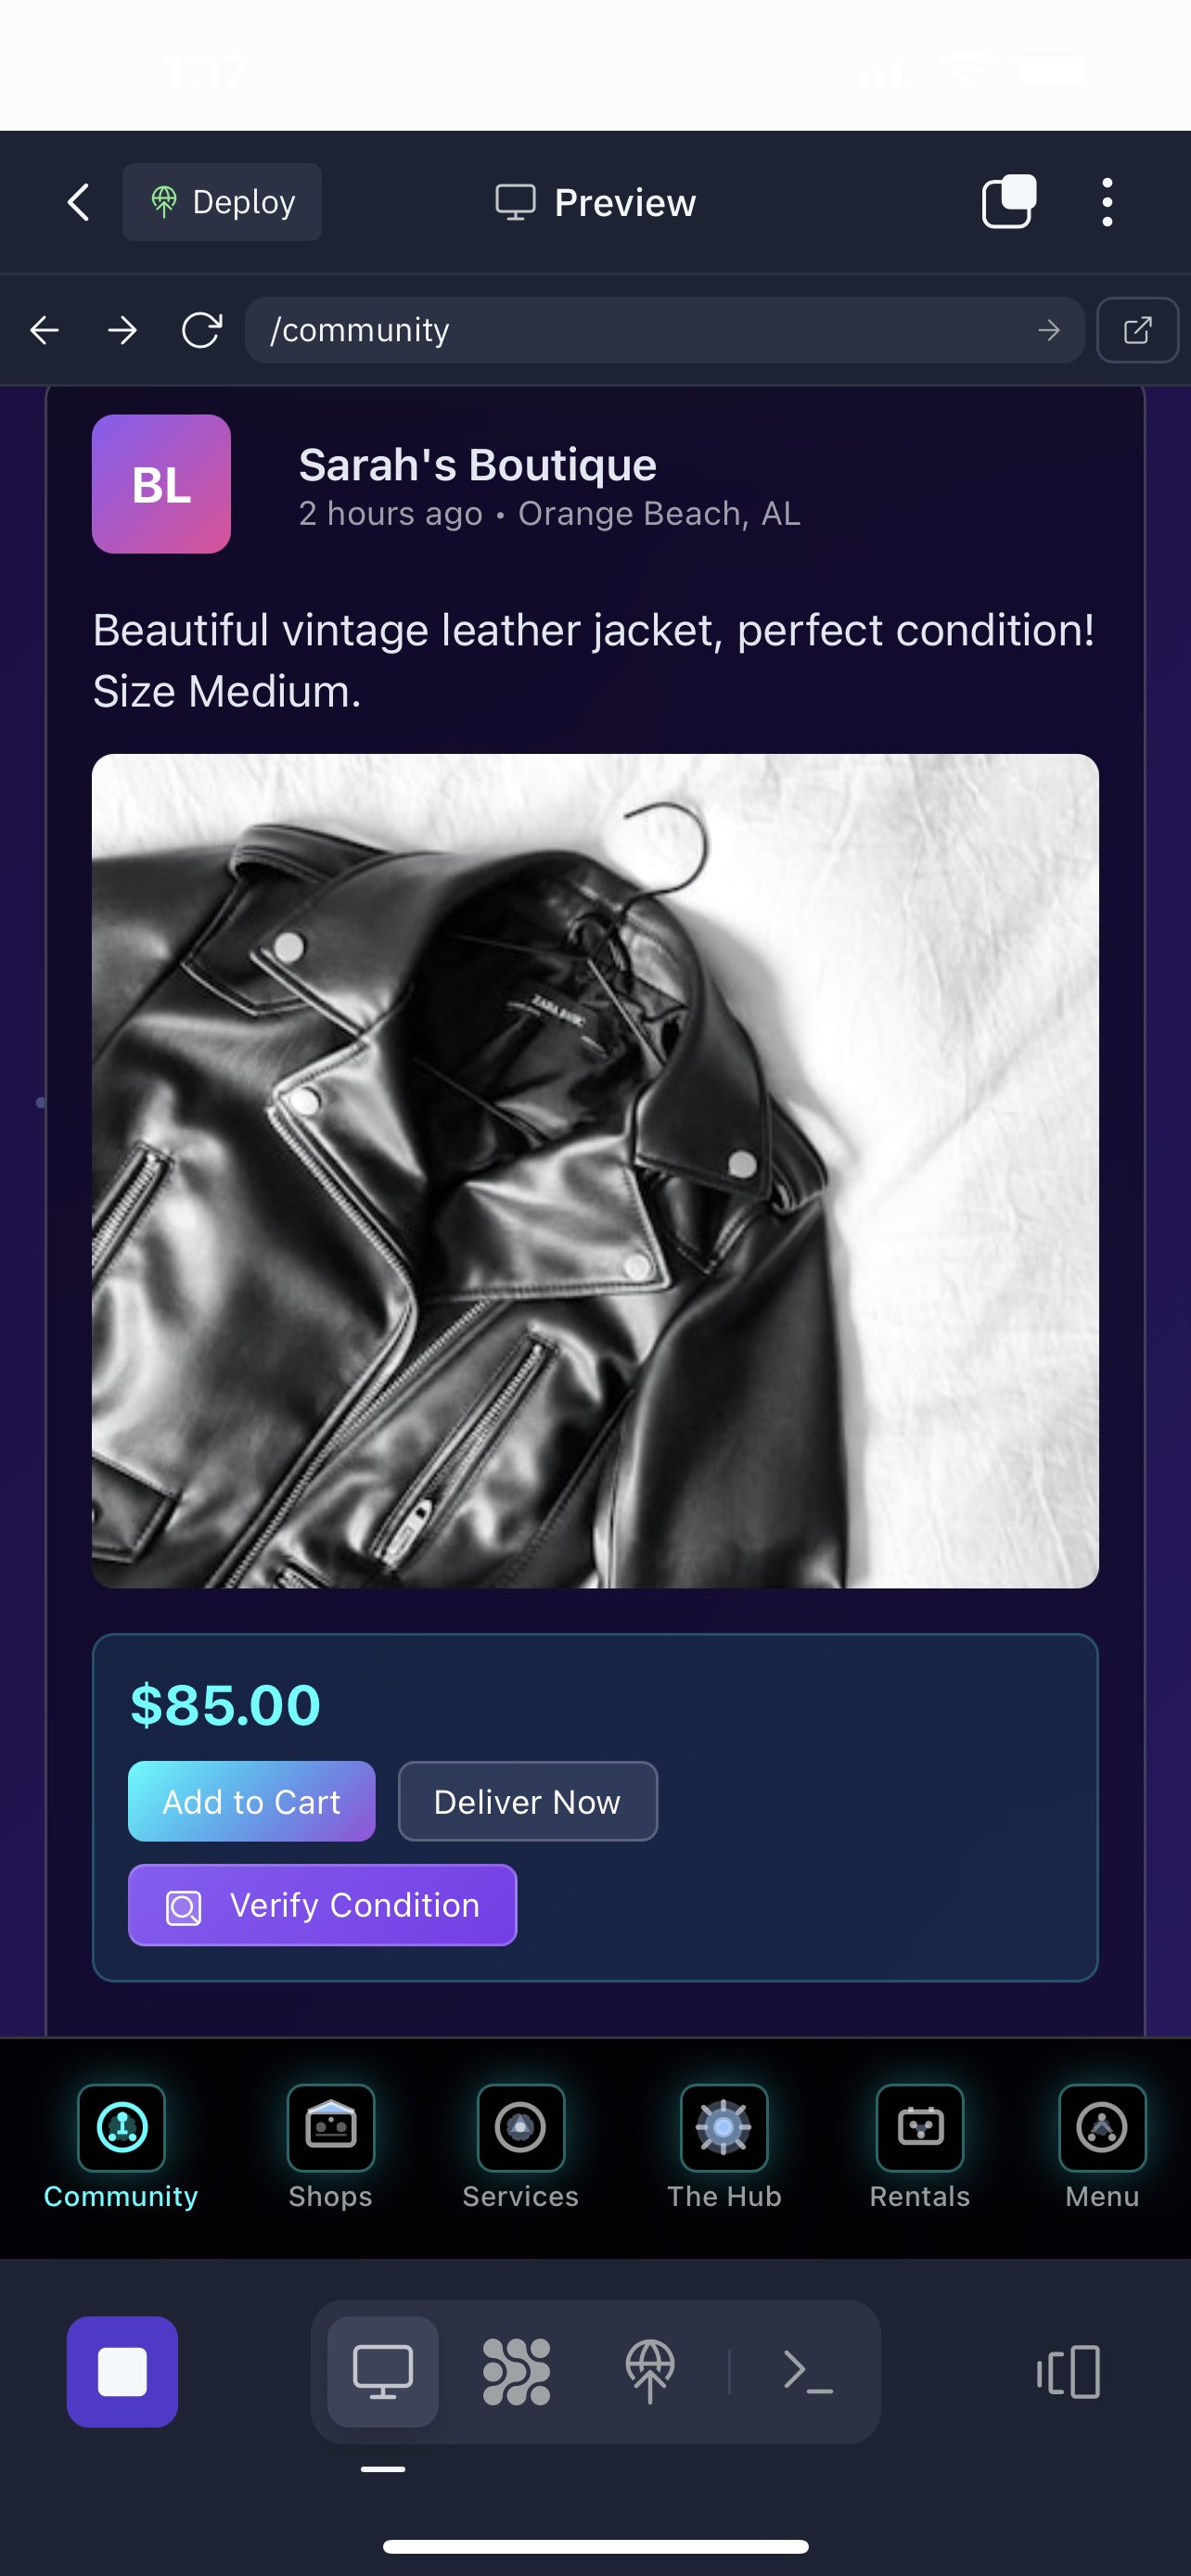 1:17
Deploy
Preview
/community
BL
Sarah's Boutique
2 hours ago • Orange Beach, AL
Beautiful vintage leather jacket, perfect condition!
Size Medium.
$85.00
Add to Cart
Deliver Now
Verify Condition
Community
Shops
Services
The Hub
Rentals
Menu